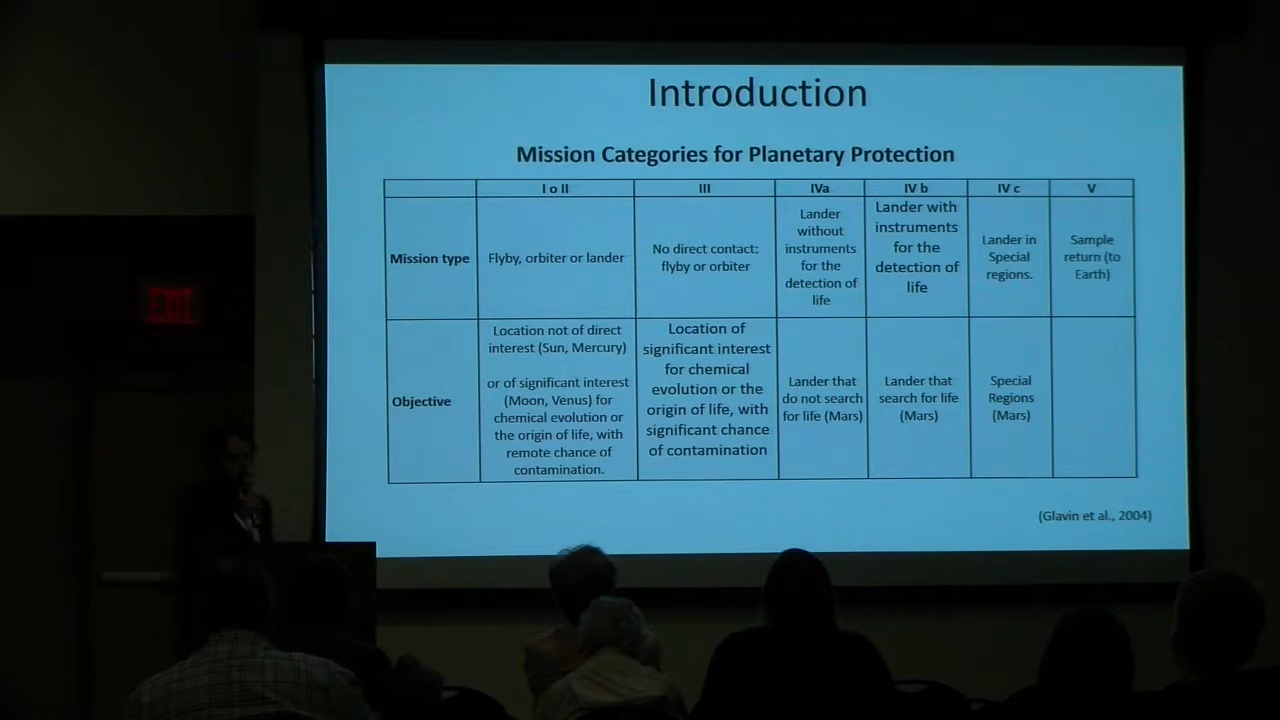 Introduction
Mission Categories for Planetary Protection
I o II
III
IVa
IV b
IV c
V
Mission type
Flyby, orbiter or lander
No direct contact:
flyby or orbiter
Lander
without
instruments
for the
detection of
life
Lander with
instruments
for the
detection of
life
Lander in
Special
regions.
Sample
return (to
Earth)
Objective
Location not of direct
interest (Sun, Mercury)
or of significant interest
(Moon, Venus) for
chemical evolution or
the origin of life, with
remote chance of
contamination.
Location of
significant interest
for chemical
evolution or the
origin of life, with
significant chance
of contamination
Lander that
do not search
for life (Mars)
Lander that
search for life
(Mars)
Special
Regions
(Mars)
(Glavin et al., 2004)
EXIT